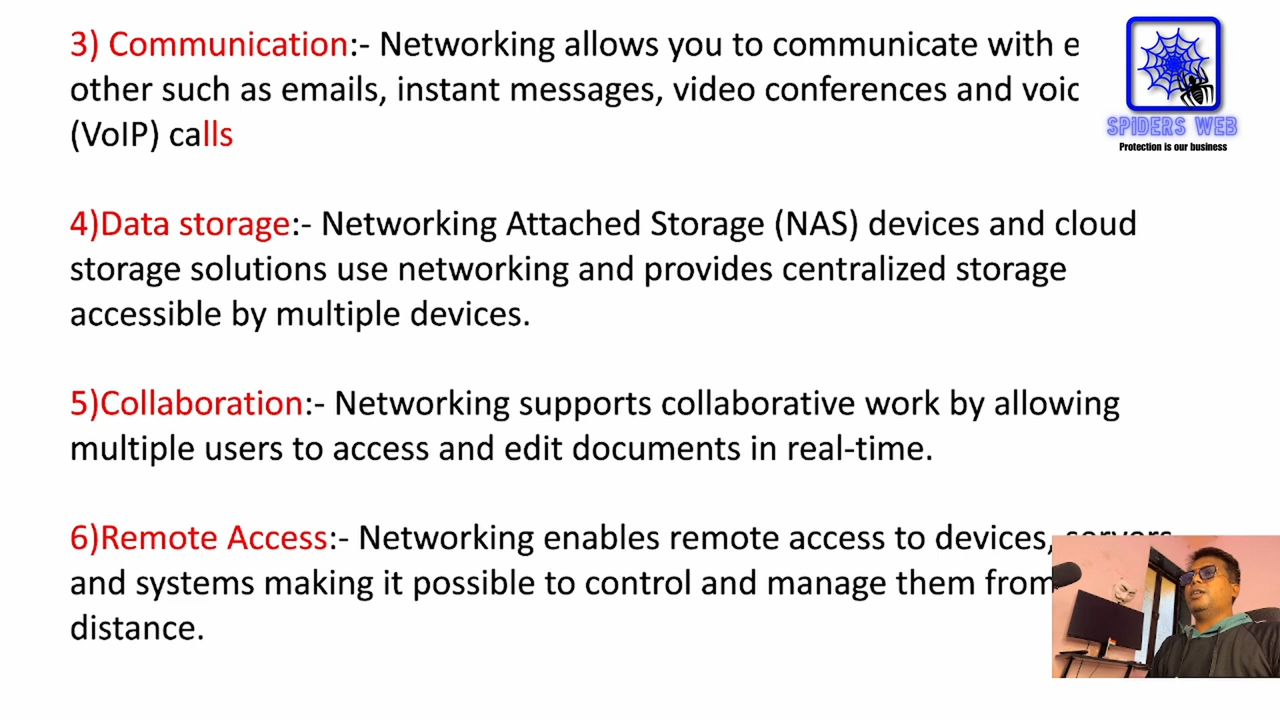 3) Communication:- Networking allows you to communicate with e
other such as emails, instant messages, video conferences and voic
(VoIP) calls
SPiDERS WEB
Protection is our business
4)Data storage:- Networking Attached Storage (NAS) devices and cloud
storage solutions use networking and provides centralized storage
accessible by multiple devices.
5)Collaboration:- Networking supports collaborative work by allowing
multiple users to access and edit documents in real-time.
6)Remote Access:- Networking enables remote access to devices, servers
and systems making it possible to control and manage them from
distance.